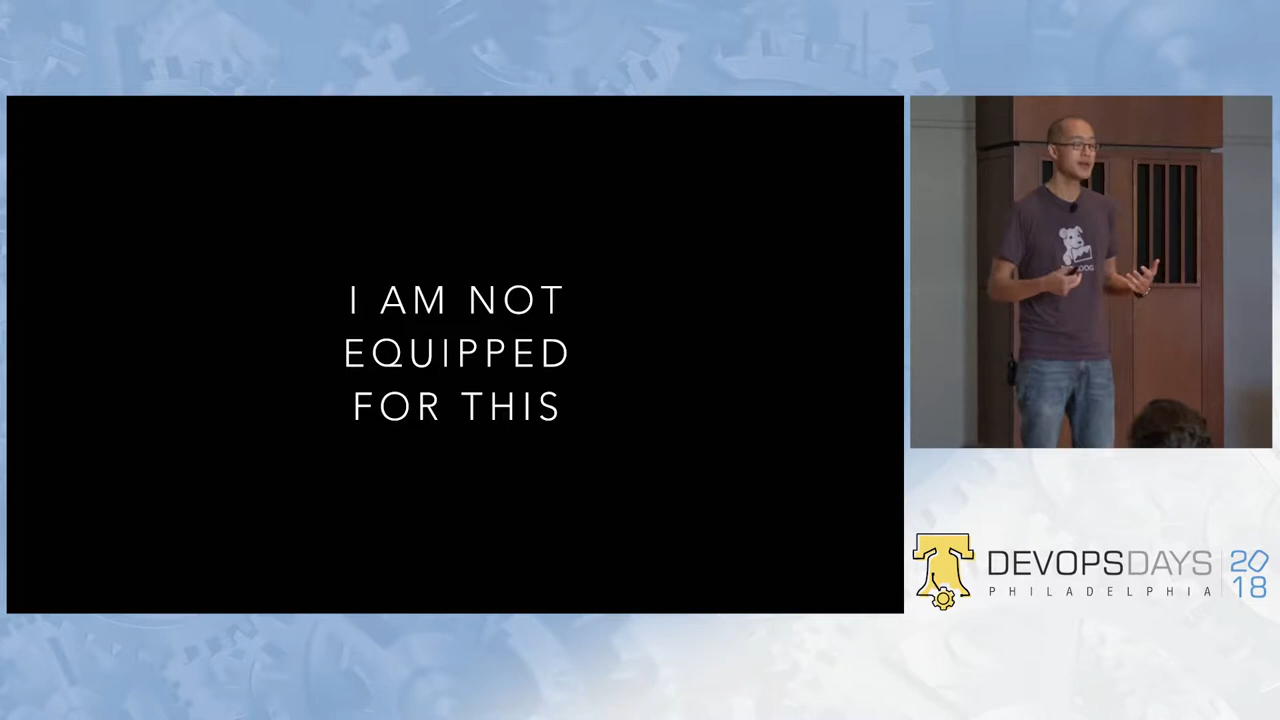 I AM NOT
EQUIPPED
FOR THIS
DEVOPSDAYS
PHILADELPHIA
20
18